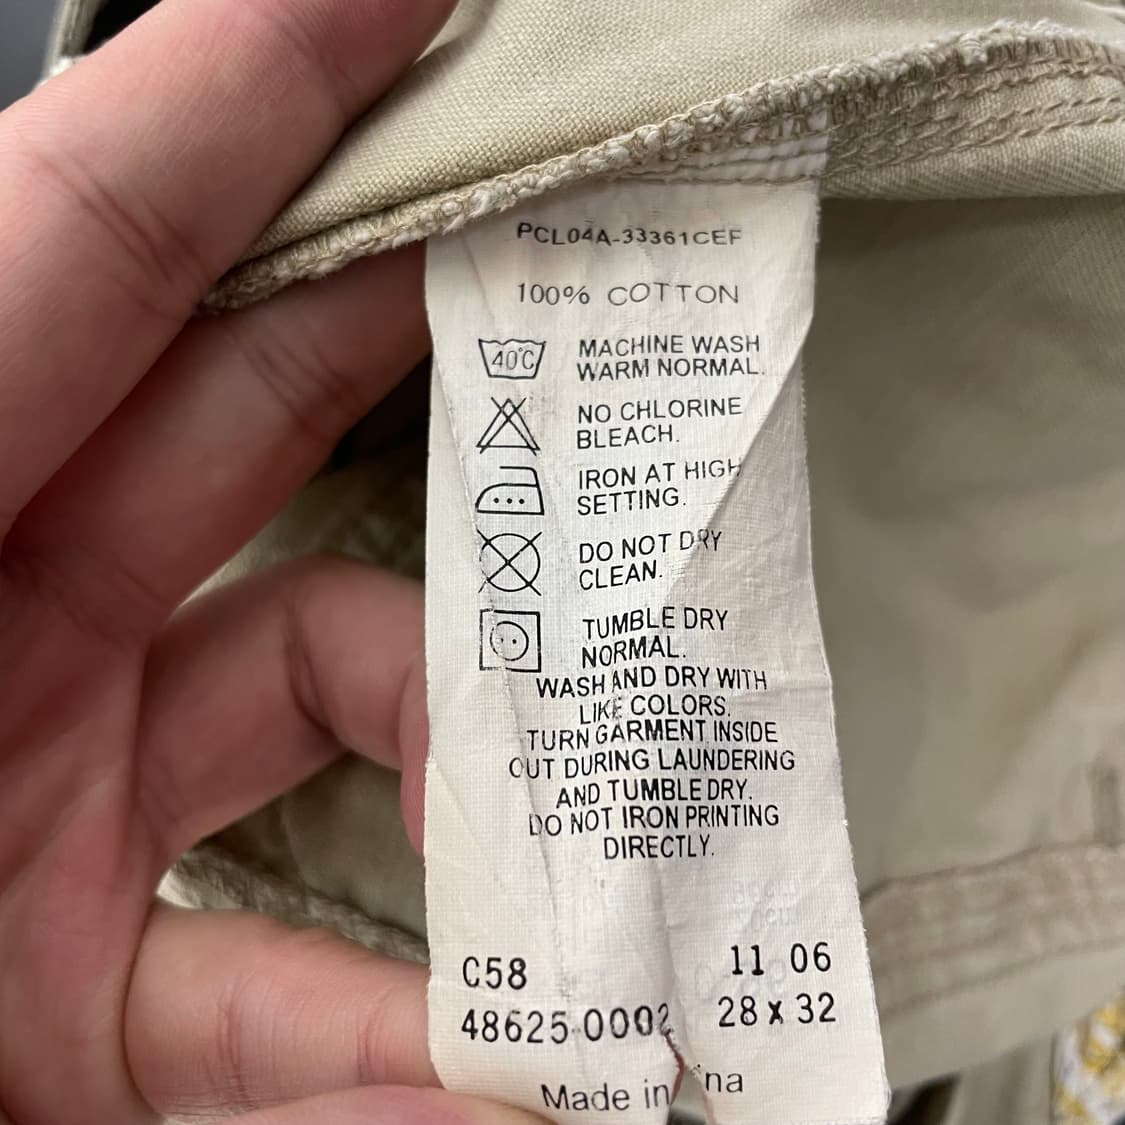 PCL04A-33361CEF
100% COTTON
40°C
MACHINE WASH
WARM NORMAL.
NO CHLORINE
BLEACH.
IRON AT HIGH
SETTING.
DO NOT DRY
CLEAN.
TUMBLE DRY
NORMAL.
WASH AND DRY WITH
LIKE COLORS.
TURN GARMENT INSIDE
OUT DURING LAUNDERING
AND TUMBLE DRY.
DO NOT IRON PRINTING
DIRECTLY.
C58 11 06
48625-0002 28 x 32
Made in